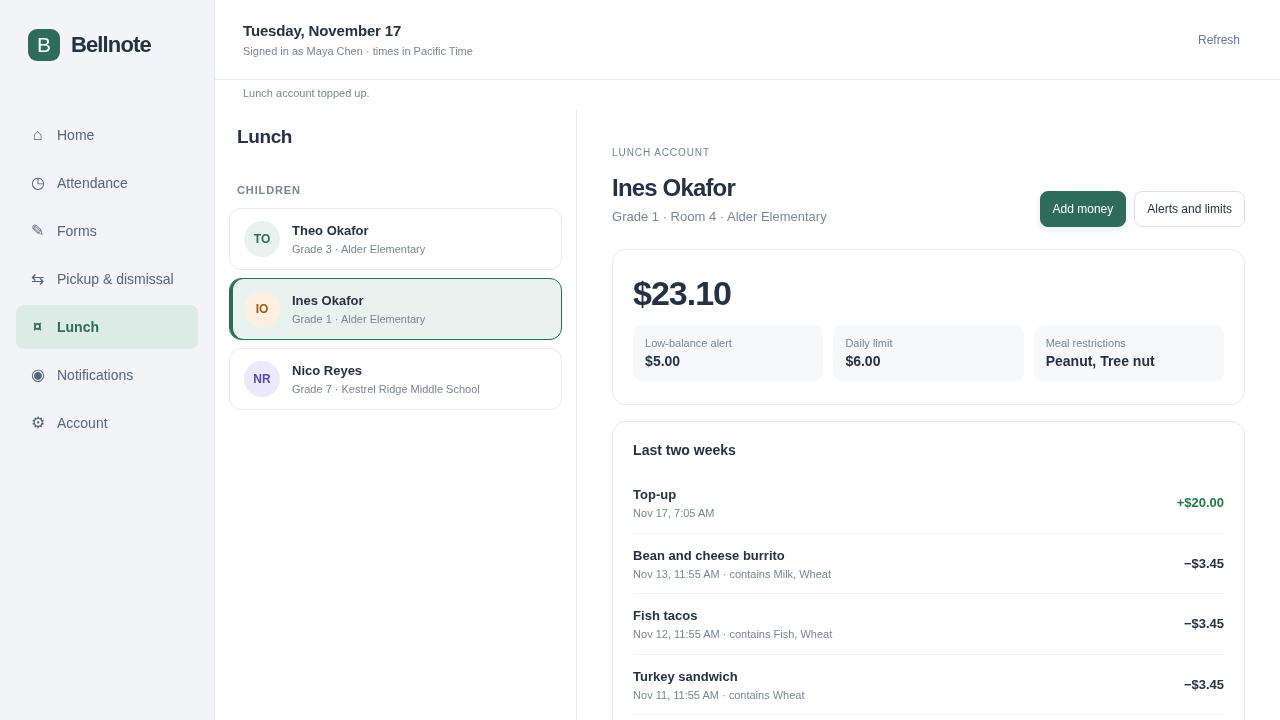 B Bellnote
Home
Attendance
Forms
Pickup & dismissal
Lunch
Notifications
Account
Tuesday, November 17
Signed in as Maya Chen · times in Pacific Time
Refresh
Lunch account topped up.
Lunch
CHILDREN
TO
Theo Okafor
Grade 3 · Alder Elementary
IO
Ines Okafor
Grade 1 · Alder Elementary
NR
Nico Reyes
Grade 7 · Kestrel Ridge Middle School
LUNCH ACCOUNT
Ines Okafor
Grade 1 · Room 4 · Alder Elementary
Add money
Alerts and limits
$23.10
Low-balance alert
$5.00
Daily limit
$6.00
Meal restrictions
Peanut, Tree nut
Last two weeks
Top-up
Nov 17, 7:05 AM
+$20.00
Bean and cheese burrito
Nov 13, 11:55 AM · contains Milk, Wheat
−$3.45
Fish tacos
Nov 12, 11:55 AM · contains Fish, Wheat
−$3.45
Turkey sandwich
Nov 11, 11:55 AM · contains Wheat
−$3.45